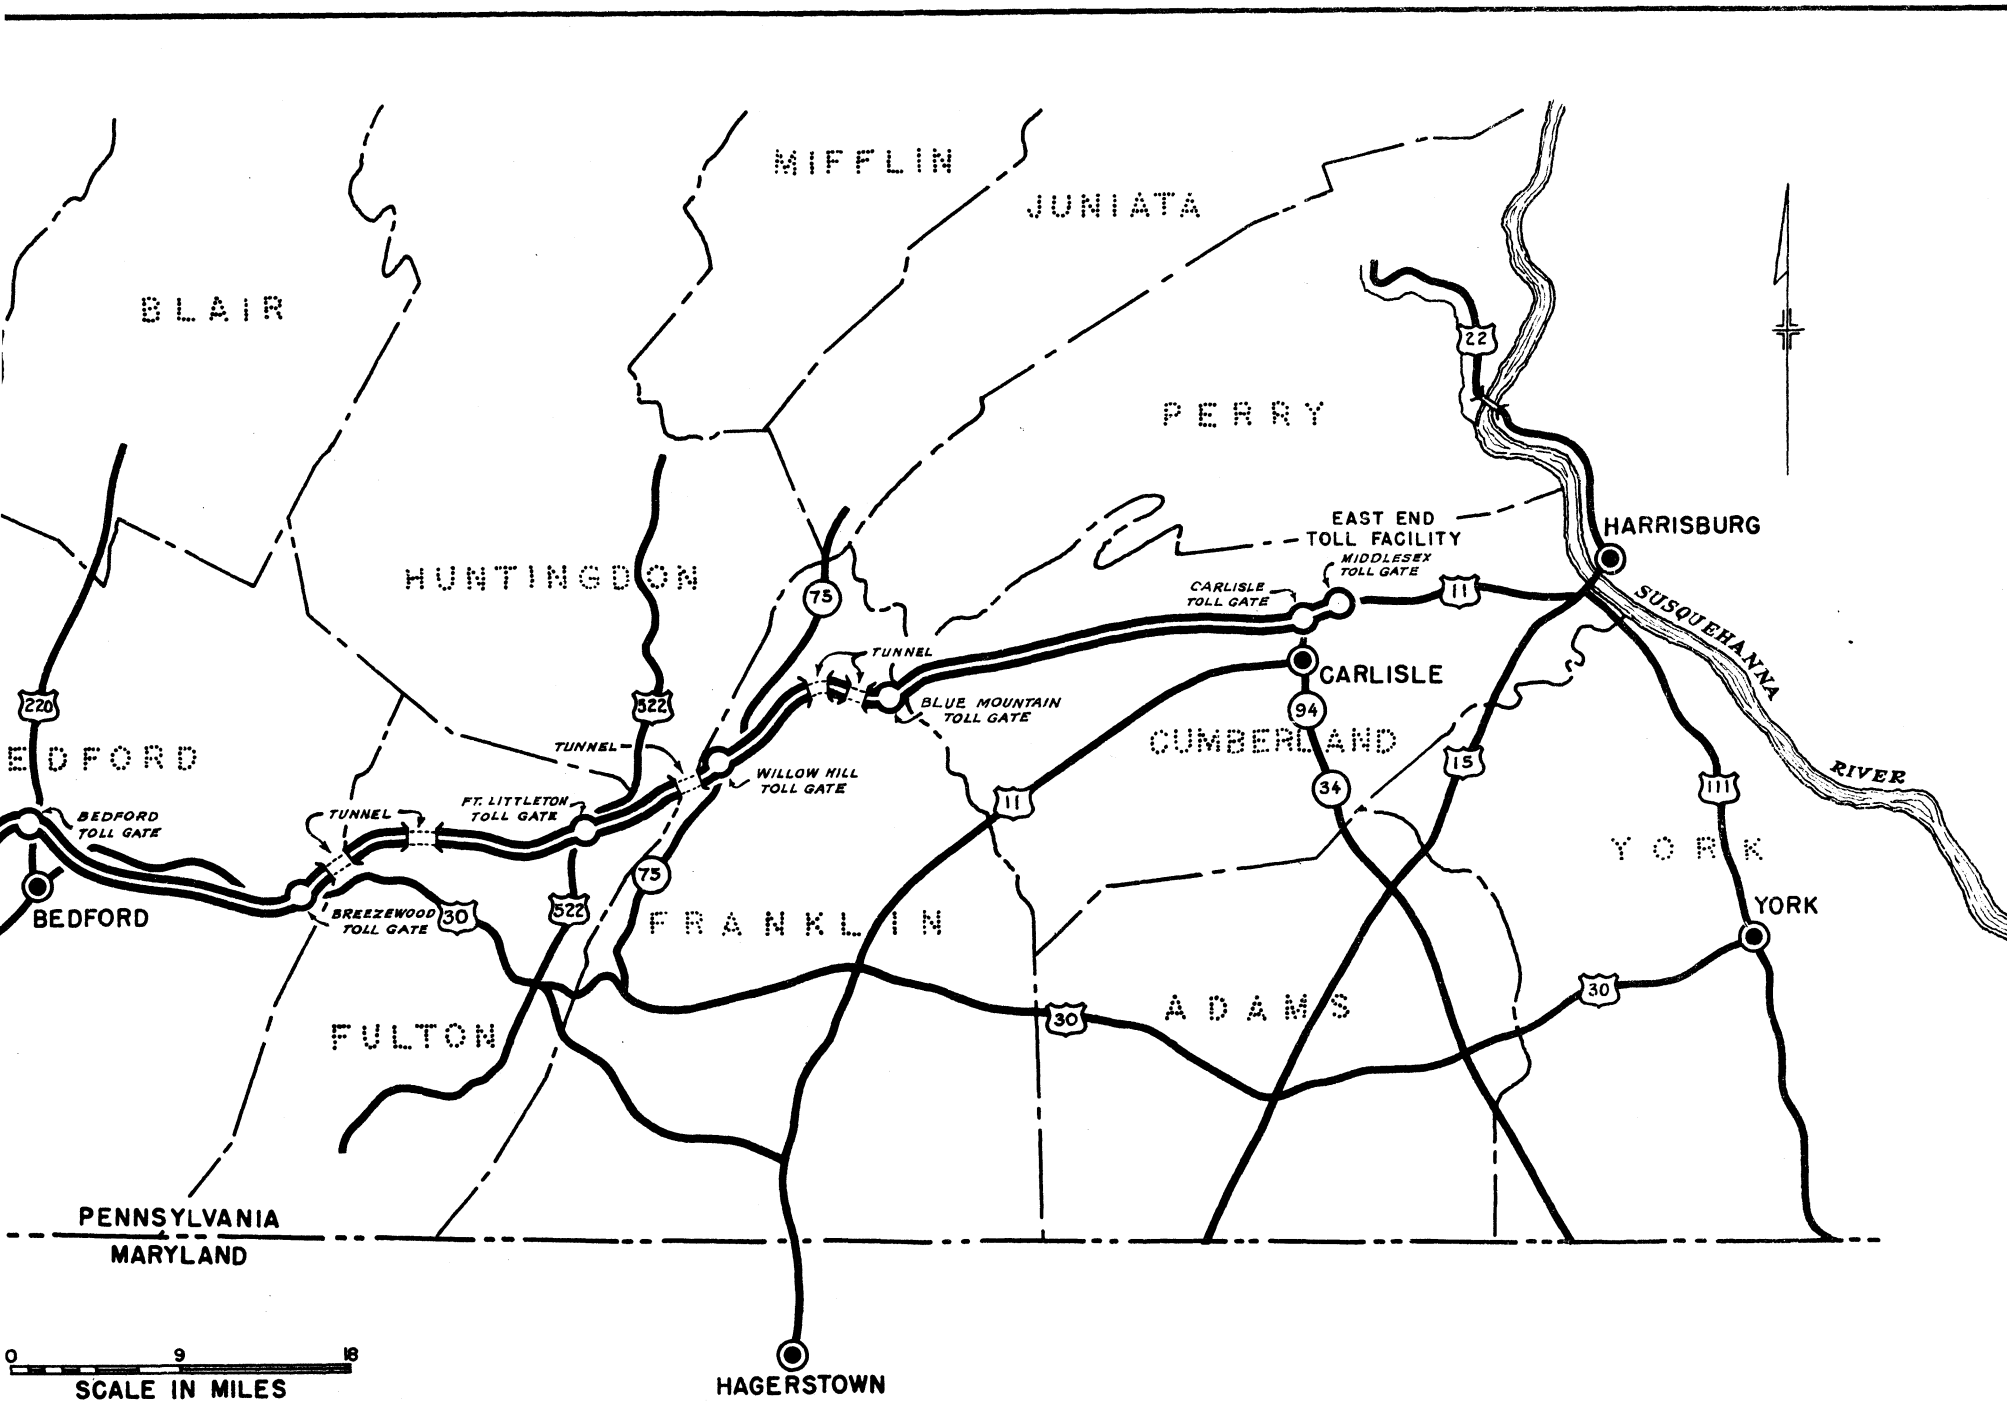 MIFFLIN
JUNIATA
BLAIR
22
PERRY
EAST END
TOLL FACILITY
HARRISBURG
MIDDLESEX
TOLL GATE
HUNTINGDON
75
CARLISLE
TOLL GATE
11
SUSQUEHANNA
TUNNEL
CARLISLE
220
522
BLUE MOUNTAIN
TOLL GATE
94
CUMBERLAND
EDFORD
TUNNEL
WILLOW HILL
TOLL GATE
15
RIVER
34
111
11
FT. LITTLETON
TOLL GATE
BEDFORD
TOLL GATE
TUNNEL
YORK
75
BEDFORD
BREEZEWOOD
TOLL GATE
30
522
FRANKLIN
YORK
30
ADAMS
30
FULTON
PENNSYLVANIA
MARYLAND
0 9 18
SCALE IN MILES
HAGERSTOWN